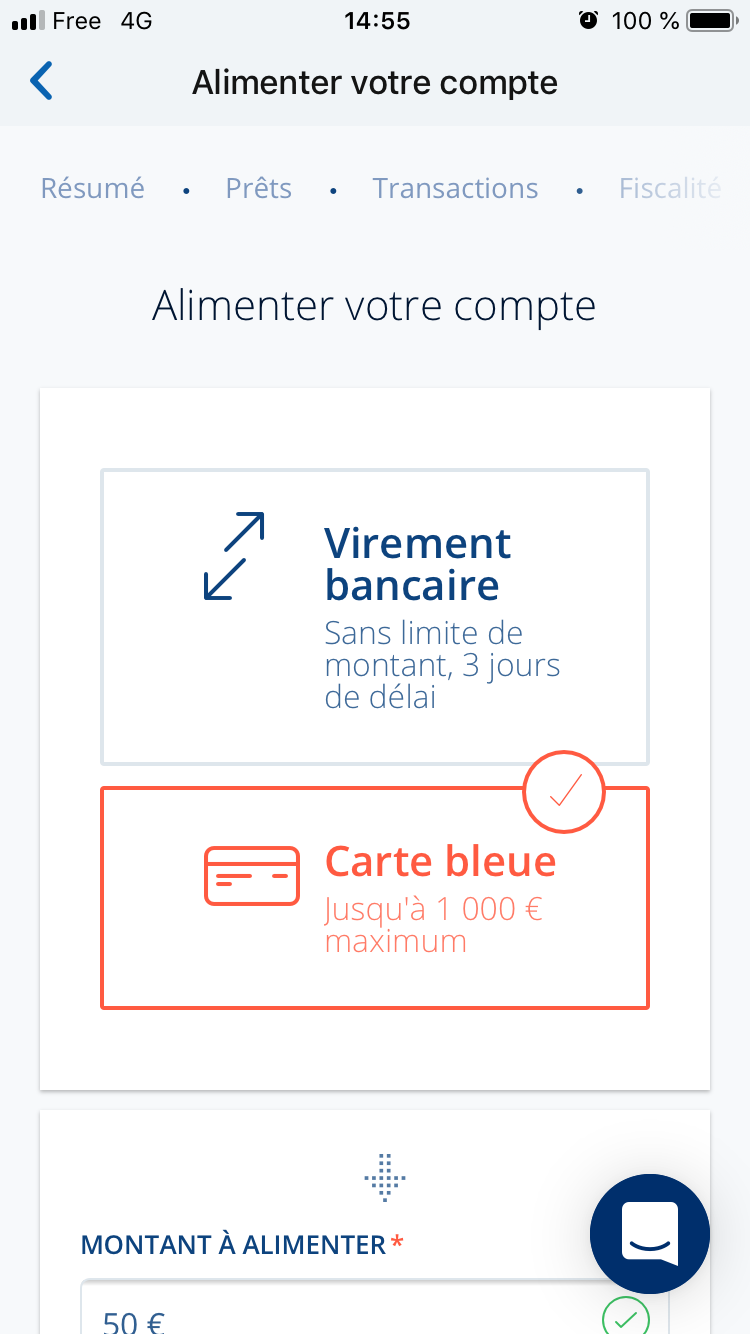 Free 4G 14:55 100 %
Alimenter votre compte
Résumé • Prêts • Transactions • Fiscalité
Alimenter votre compte
Virement
bancaire
Sans limite de
montant, 3 jours
de délai
Carte bleue
Jusqu'à 1 000 €
maximum
MONTANT À ALIMENTER *
50 €